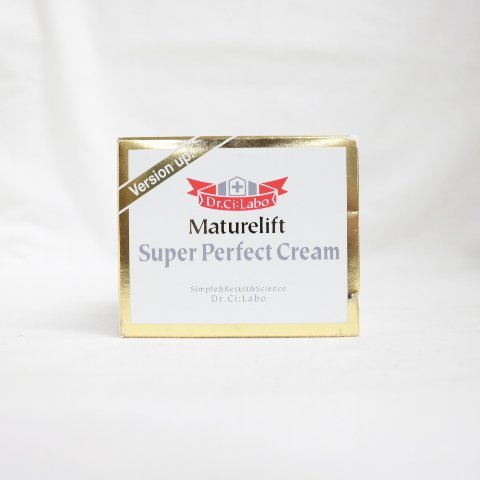 Version up!
Dr.Ci:Labo
Maturelift
Super Perfect Cream
Simple&Result&Science
Dr.Ci:Labo